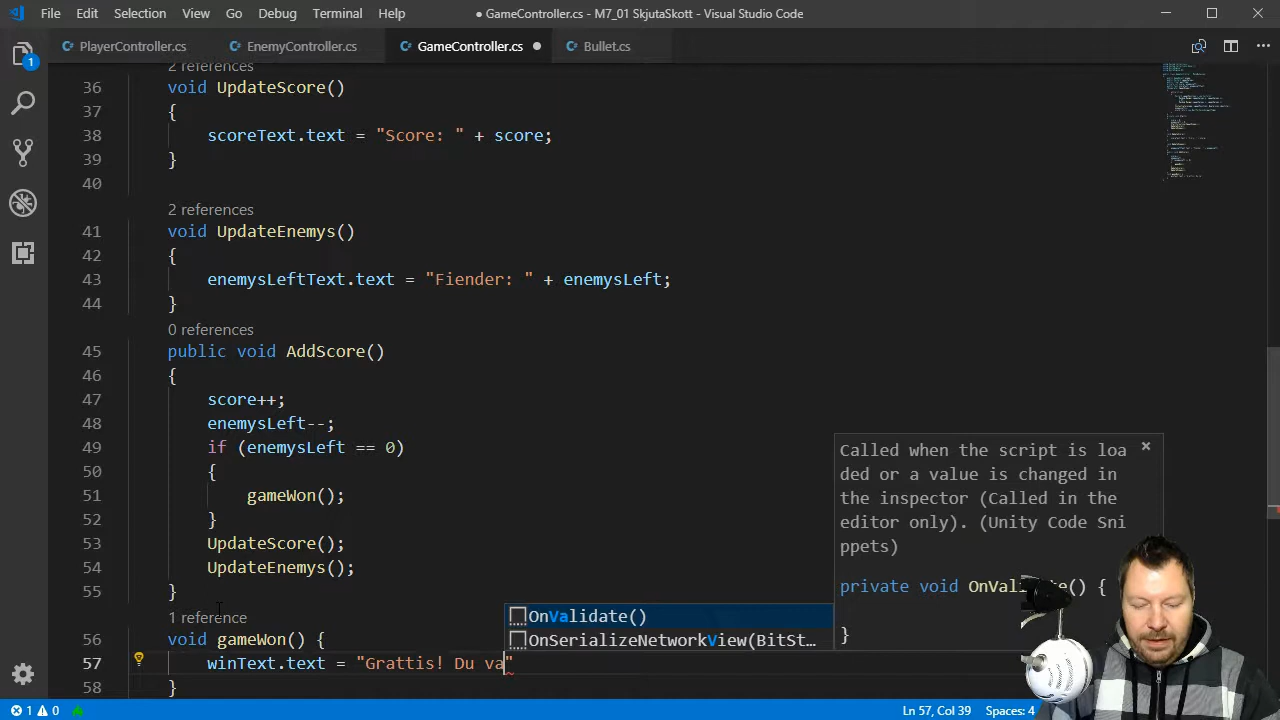 File Edit Selection View Go Debug Terminal Help ● GameController.cs - M7_01 SkjutaSkott - Visual Studio Code
PlayerController.cs EnemyController.cs GameController.cs Bullet.cs
1
2 references
36 void UpdateScore()
37 {
38 scoreText.text = "Score: " + score;
39 }
40
2 references
41 void UpdateEnemys()
42 {
43 enemysLeftText.text = "Fiender: " + enemysLeft;
44 }
0 references
45 public void AddScore()
46 {
47 score++;
48 enemysLeft--;
49 if (enemysLeft == 0)
50 {
51 gameWon();
52 }
53 UpdateScore();
54 UpdateEnemys();
55 }
1 reference
56 void gameWon() {
57 winText.text = "Grattis! Du va"
58 }
OnValidate()
OnSerializeNetworkView(BitSt…
Called when the script is loa
ded or a value is changed in
the inspector (Called in the
editor only). (Unity Code Sni
ppets)
private void () {
}
1 0 Ln 57, Col 39 Spaces: 4